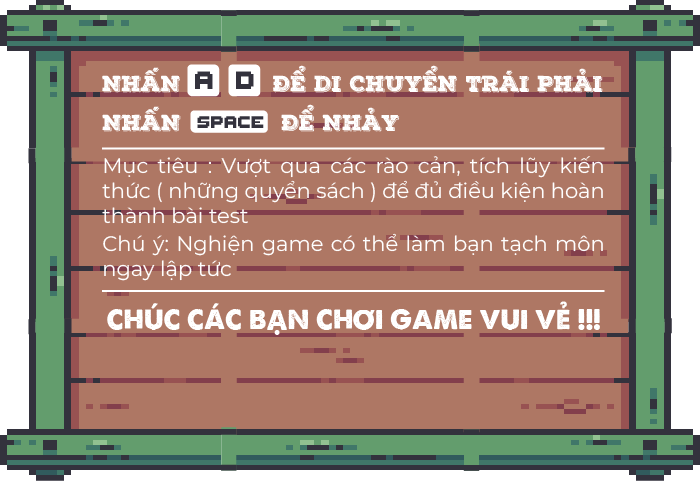 NHẤN A D ĐỂ DI CHUYỂN TRÁI PHẢI
NHẤN SPACE ĐỂ NHẢY
Mục tiêu : Vượt qua các rào cản, tích lũy kiến
thức ( những quyển sách ) để đủ điều kiện hoàn
thành bài test
Chú ý: Nghiện game có thể làm bạn tạch môn
ngay lập tức
CHÚC CÁC BẠN CHƠI GAME VUI VẺ !!!